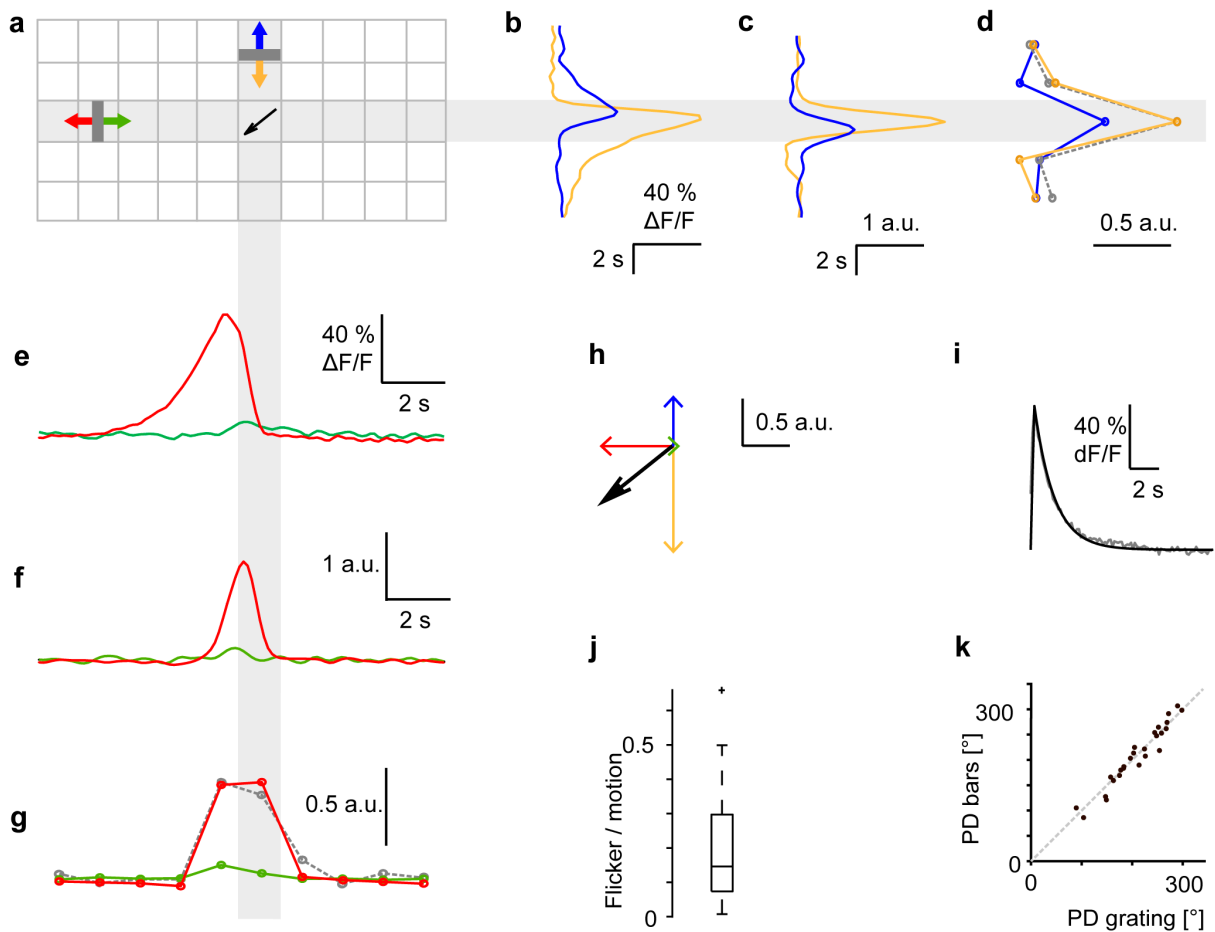 a
b
c
d
40 %
ΔF/F
2 s
1 a.u.
2 s
0.5 a.u.
e
40 %
ΔF/F
2 s
h
0.5 a.u.
i
40 %
dF/F
2 s
f
1 a.u.
2 s
g
0.5 a.u.
j
Flicker / motion
0.5
0
k
PD bars [°]
300
0
0
300
PD grating [°]